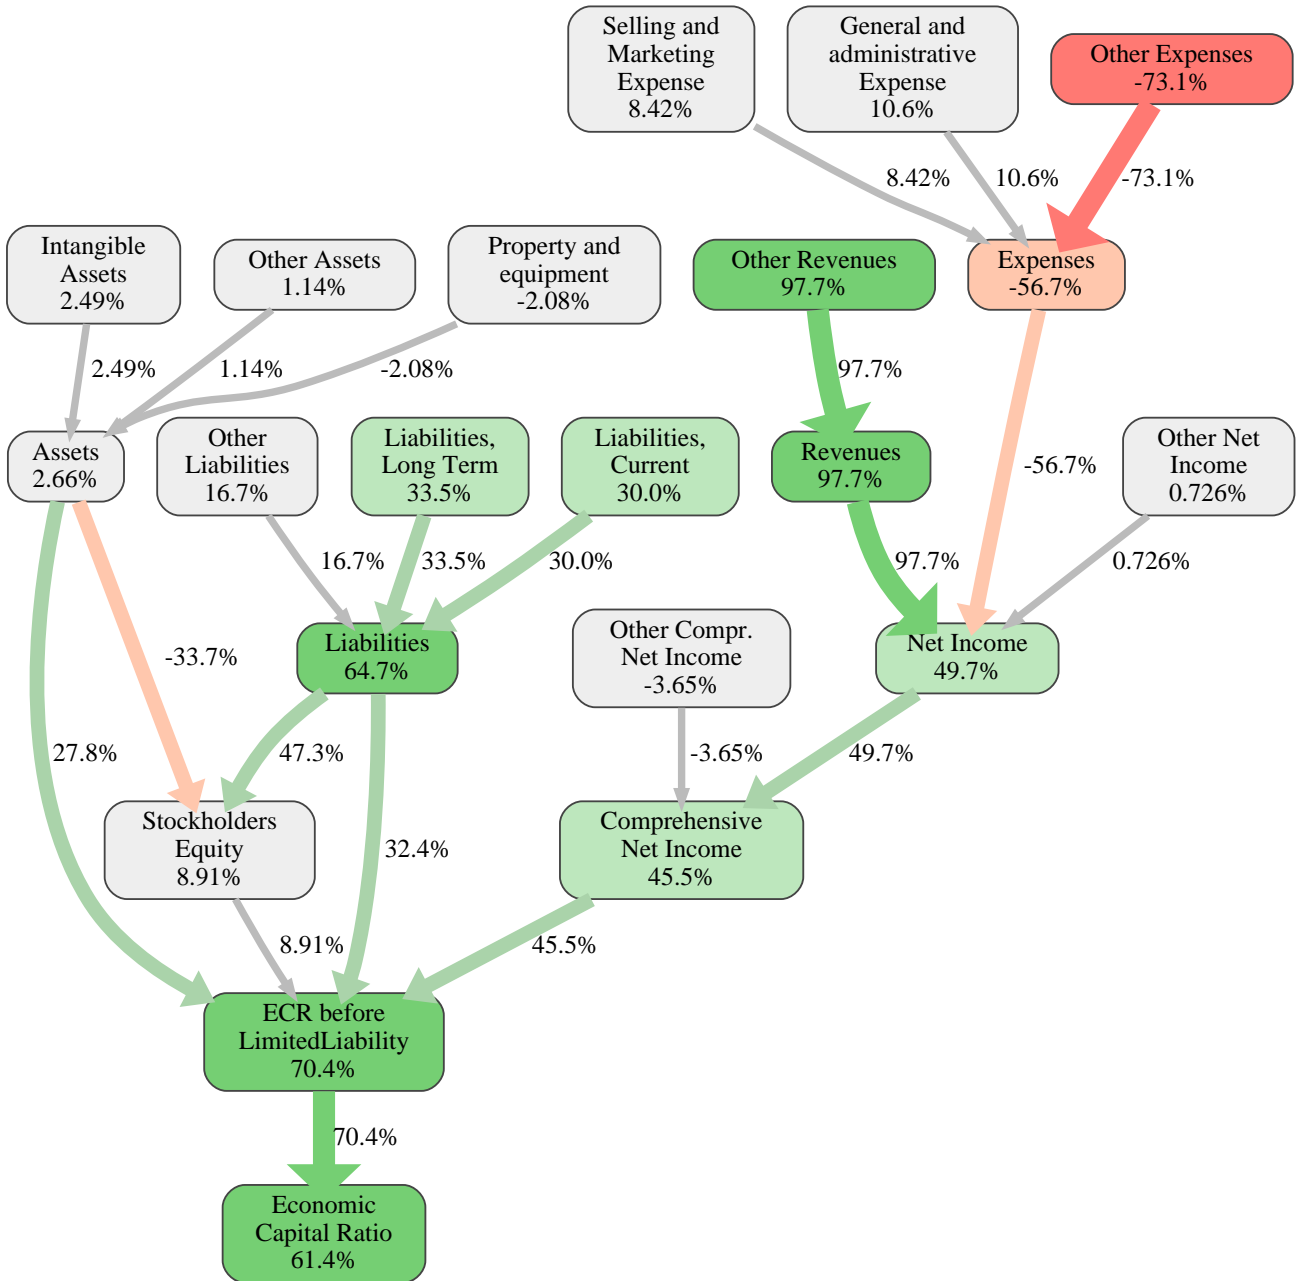 Selling and
Marketing
Expense
8.42%
General and
administrative
Expense
10.6%
Other Expenses
-73.1%
8.42%
10.6%
-73.1%
Intangible
Assets
2.49%
Other Assets
1.14%
Property and
equipment
-2.08%
Other Revenues
97.7%
Expenses
-56.7%
2.49%
1.14%
-2.08%
97.7%
Assets
2.66%
Other
Liabilities
16.7%
Liabilities,
Long Term
33.5%
Liabilities,
Current
30.0%
Revenues
97.7%
-56.7%
Other Net
Income
0.726%
16.7%
33.5%
30.0%
97.7%
0.726%
-33.7%
Liabilities
64.7%
Other Compr.
Net Income
-3.65%
Net Income
49.7%
27.8%
47.3%
-3.65%
49.7%
Stockholders
Equity
8.91%
32.4%
Comprehensive
Net Income
45.5%
8.91%
45.5%
ECR before
LimitedLiability
70.4%
70.4%
Economic
Capital Ratio
61.4%